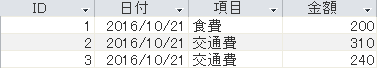 ID 日付 項目 金額
1 2016/10/21 食費 200
2 2016/10/21 交通費 310
3 2016/10/21 交通費 240